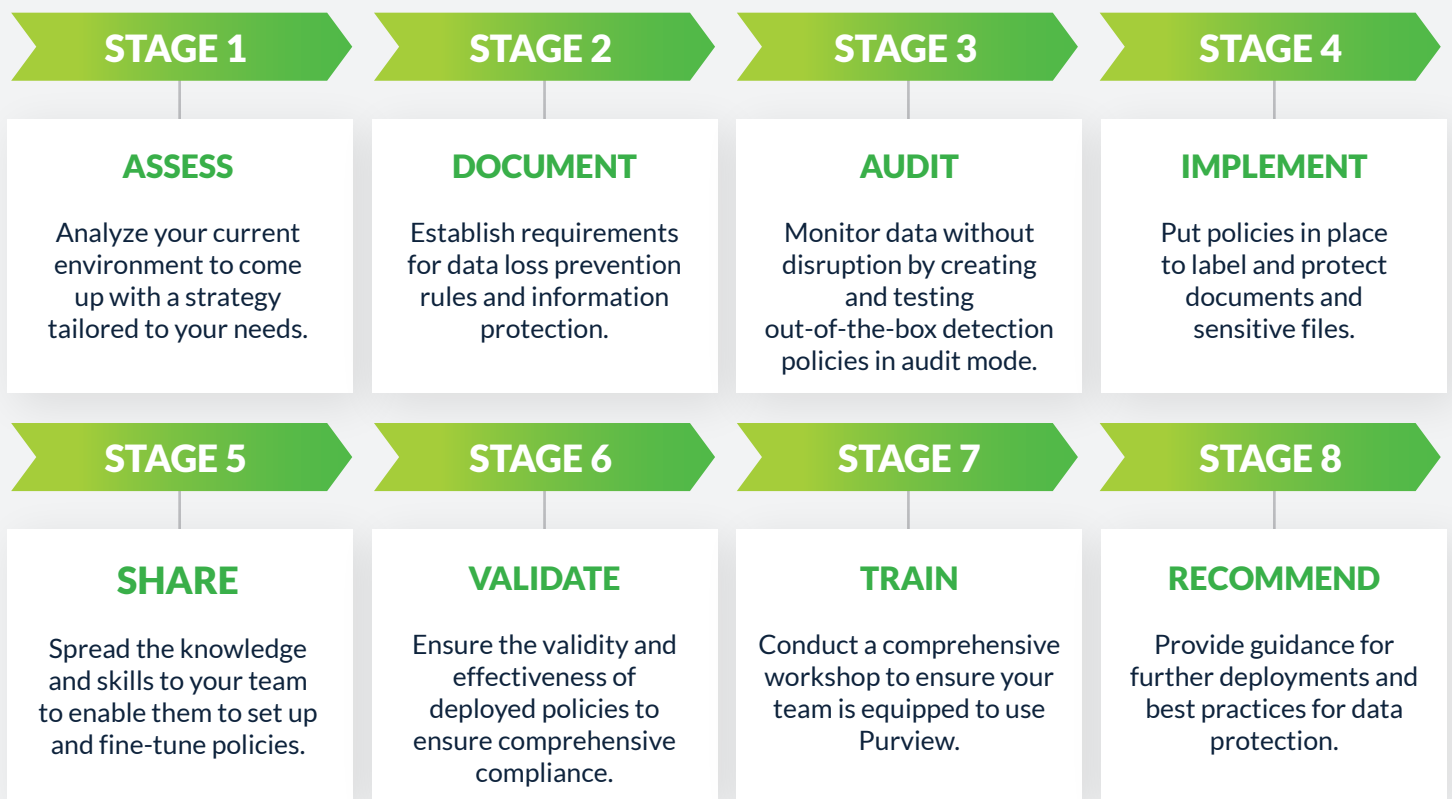 STAGE 1
STAGE 2
STAGE 3
STAGE 4
ASSESS
Analyze your current
environment to come
up with a strategy
tailored to your needs.
DOCUMENT
Establish requirements
for data loss prevention
rules and information
protection.
AUDIT
Monitor data without
disruption by creating
and testing
out-of-the-box detection
policies in audit mode.
IMPLEMENT
Put policies in place
to label and protect
documents and
sensitive files.
STAGE 5
STAGE 6
STAGE 7
STAGE 8
SHARE
Spread the knowledge
and skills to your team
to enable them to set up
and fine-tune policies.
VALIDATE
Ensure the validity and
effectiveness of
deployed policies to
ensure comprehensive
compliance.
TRAIN
Conduct a comprehensive
workshop to ensure your
team is equipped to use
Purview.
RECOMMEND
Provide guidance for
further deployments and
best practices for data
protection.